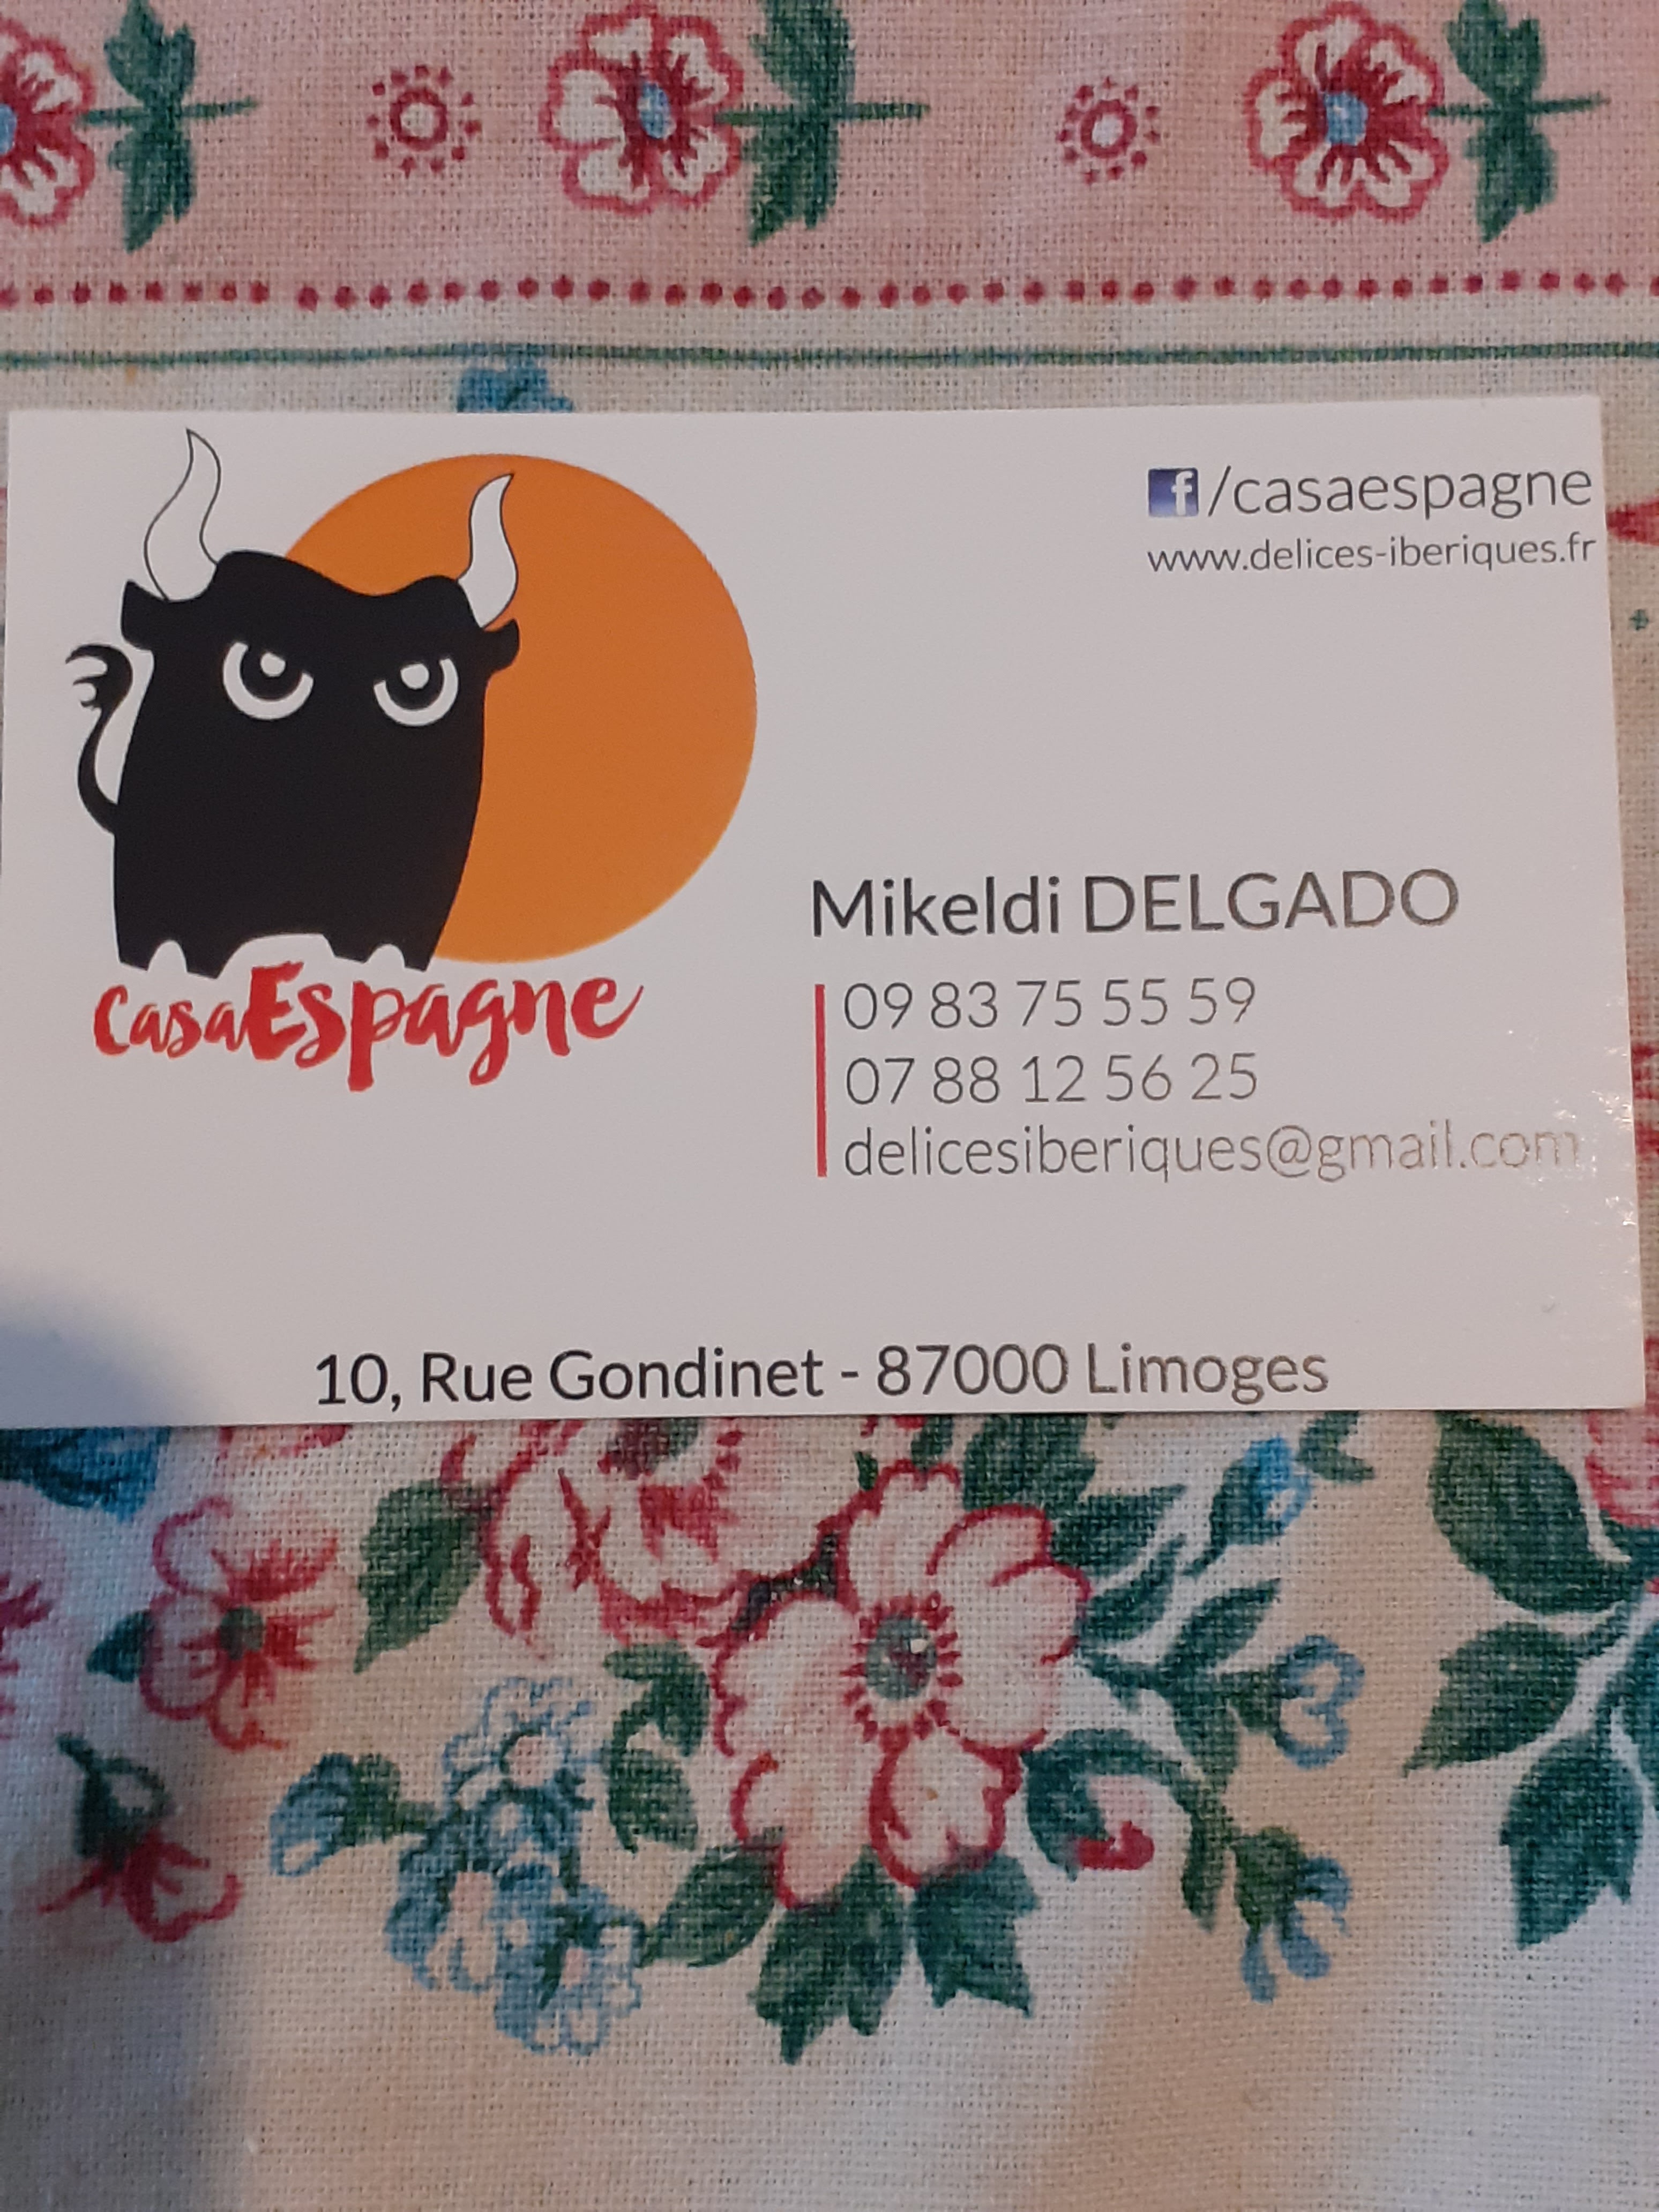 f/casaespagne
www.delices-iberiques.fr
CasaEspagne
Mikeldi DELGADO
09 83 75 55 59
07 88 12 56 25
delicesiberiques@gmail.com
10, Rue Gondinet - 87000 Limoges